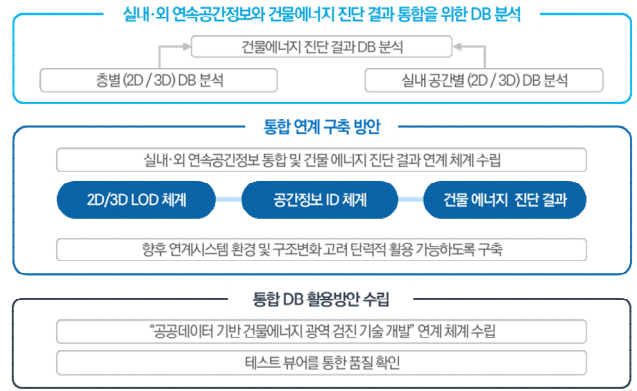 실내·외 연속공간정보와 건물에너지 진단 결과 통합을 위한 DB 분석
건물에너지 진단 결과 DB 분석
층별 (2D / 3D) DB 분석
실내 공간별 (2D / 3D) DB 분석
통합 연계 구축 방안
실내·외 연속공간정보 통합 및 건물 에너지 진단 결과 연계 체계 수립
2D/3D LOD 체계
공간정보 ID 체계
건물 에너지 진단 결과
향후 연계시스템 환경 및 구조변화 고려 탄력적 활용 가능하도록 구축
통합 DB 활용방안 수립
“공공데이터 기반 건물에너지 광역 검진 기술 개발” 연계 체계 수립
테스트 뷰어를 통한 품질 확인